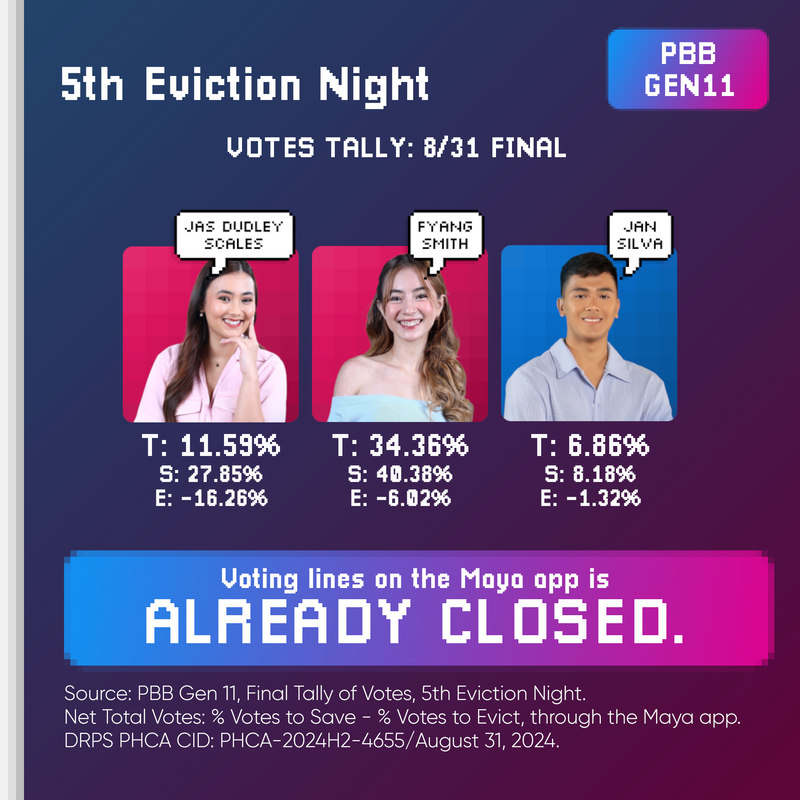 5th Eviction Night
PBB
GEN11
VOTES TALLY: 8/31 FINAL
JAS DUDLEY
SCALES
FYANG
SMITH
JAN
SILVA
T: 11.59%
S: 27.85%
E: -16.26%
T: 34.36%
S: 40.38%
E: -6.02%
T: 6.86%
S: 8.18%
E: -1.32%
Voting lines on the Maya app is
ALREADY CLOSED.
Source: PBB Gen 11, Final Tally of Votes, 5th Eviction Night.
Net Total Votes: % Votes to Save - % Votes to Evict, through the Maya app.
DRPS PHCA CID: PHCA-2024H2-4655/August 31, 2024.